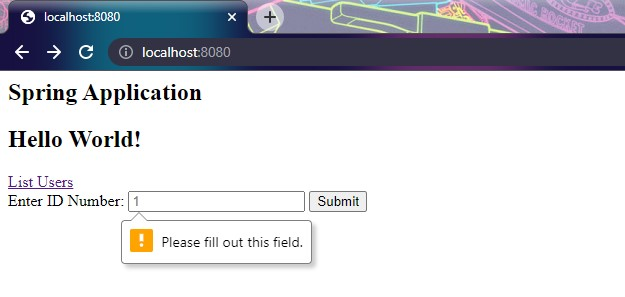 localhost:8080
localhost:8080
Spring Application
Hello World!
List Users
Enter ID Number: 1 Submit
Please fill out this field.